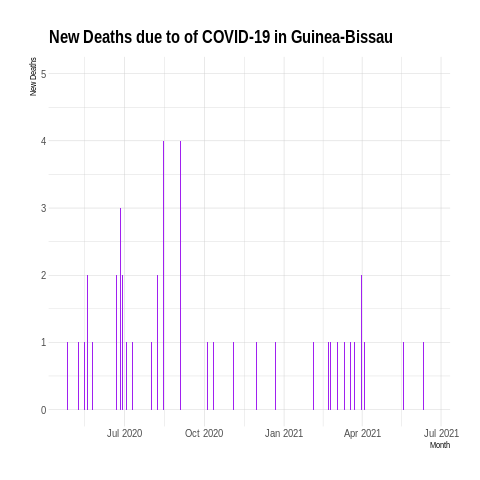 New Deaths due to of COVID-19 in Guinea-Bissau
New Deaths
5
4
3
2
1
0
Jul 2020
Oct 2020
Jan 2021
Apr 2021
Jul 2021
Month